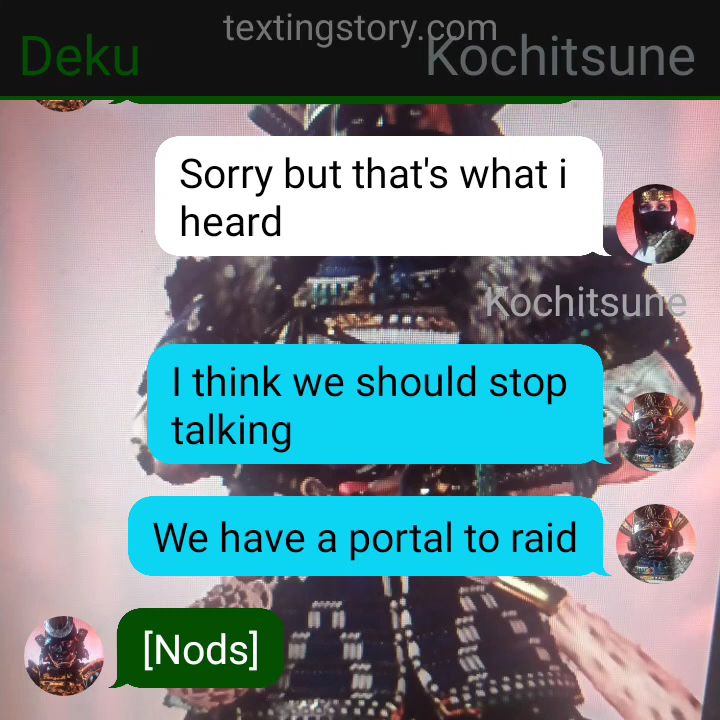 textingstory.com
Deku
Kochitsune
Sorry but that's what i
heard
Kochitsune
I think we should stop
talking
We have a portal to raid
[Nods]